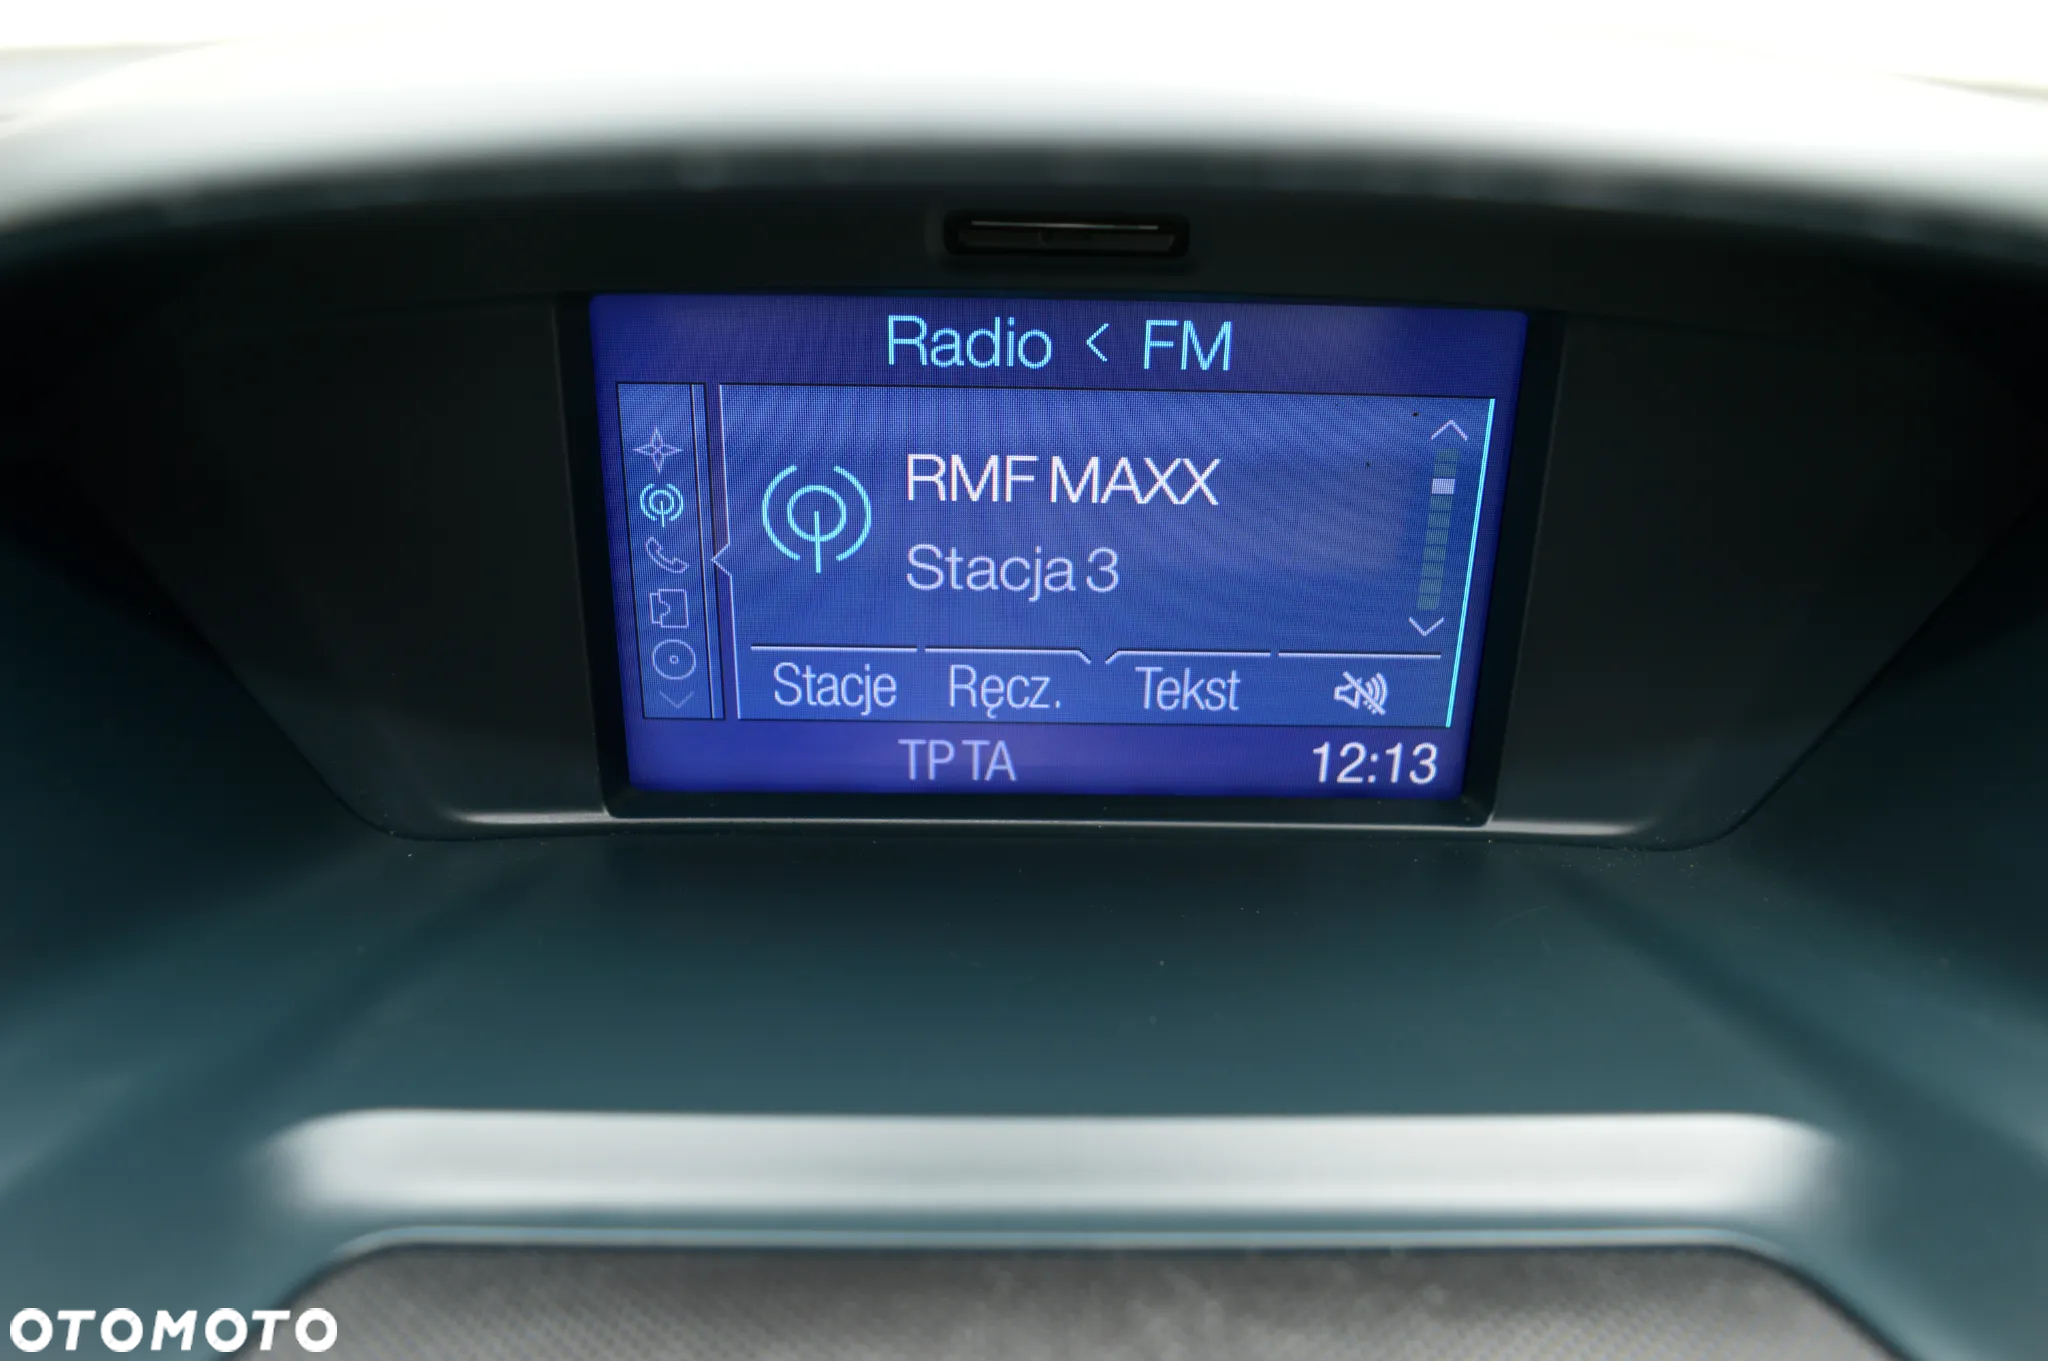 Radio < FM
RMF MAXX
Stacja 3
Stacje Ręcz. Tekst
TP TA 12:13
OTOMOTO